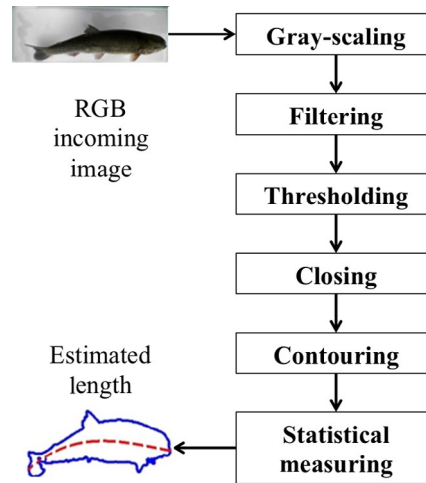 Gray-scaling
RGB
incoming
image
Filtering
Thresholding
Closing
Contouring
Estimated
length
Statistical
measuring